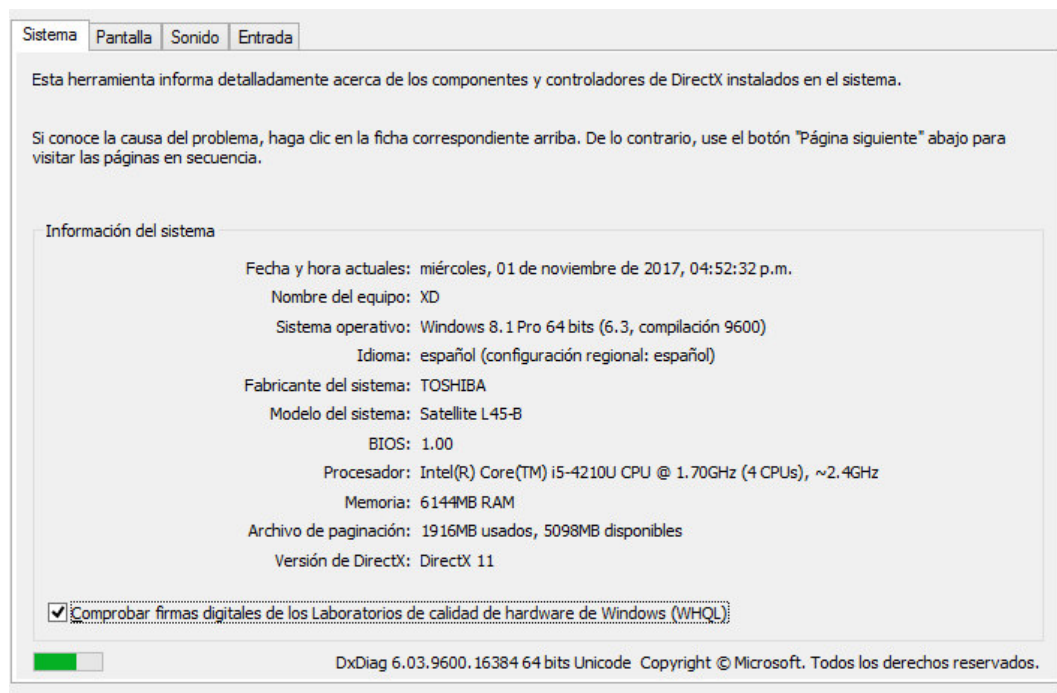 Sistema Pantalla Sonido Entrada
Esta herramienta informa detalladamente acerca de los componentes y controladores de DirectX instalados en el sistema.
Si conoce la causa del problema, haga clic en la ficha correspondiente arriba. De lo contrario, use el botón "Página siguiente" abajo para
visitar las páginas en secuencia.
Información del sistema
Fecha y hora actuales: miércoles, 01 de noviembre de 2017, 04:52:32 p.m.
Nombre del equipo: XD
Sistema operativo: Windows 8.1 Pro 64 bits (6.3, compilación 9600)
Idioma: español (configuración regional: español)
Fabricante del sistema: TOSHIBA
Modelo del sistema: Satellite L45-B
BIOS: 1.00
Procesador: Intel(R) Core(TM) i5-4210U CPU @ 1.70GHz (4 CPUs), ~2.4GHz
Memoria: 6144MB RAM
Archivo de paginación: 1916MB usados, 5098MB disponibles
Versión de DirectX: DirectX 11
Comprobar firmas digitales de los Laboratorios de calidad de hardware de Windows (WHQL)
DxDiag 6.03.9600.16384 64 bits Unicode Copyright © Microsoft. Todos los derechos reservados.